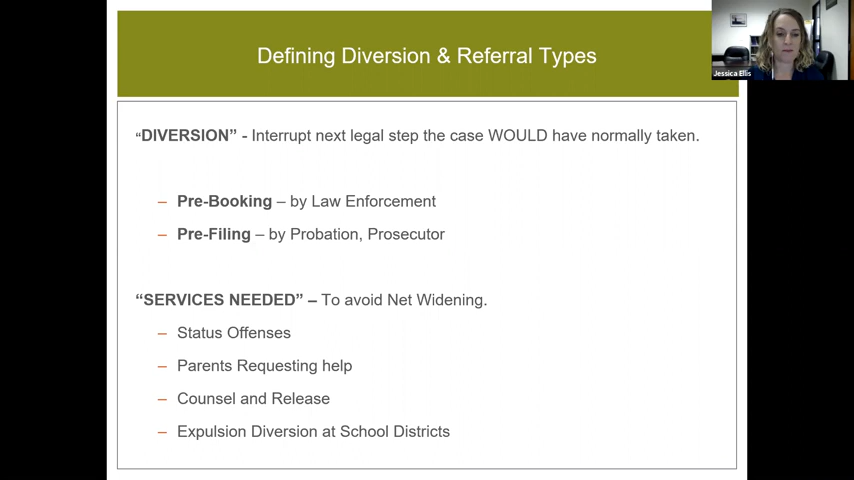 Defining Diversion & Referral Types
Jessica Ellis
“DIVERSION” - Interrupt next legal step the case WOULD have normally taken.
– Pre-Booking – by Law Enforcement
– Pre-Filing – by Probation, Prosecutor
“SERVICES NEEDED” – To avoid Net Widening.
– Status Offenses
– Parents Requesting help
– Counsel and Release
– Expulsion Diversion at School Districts